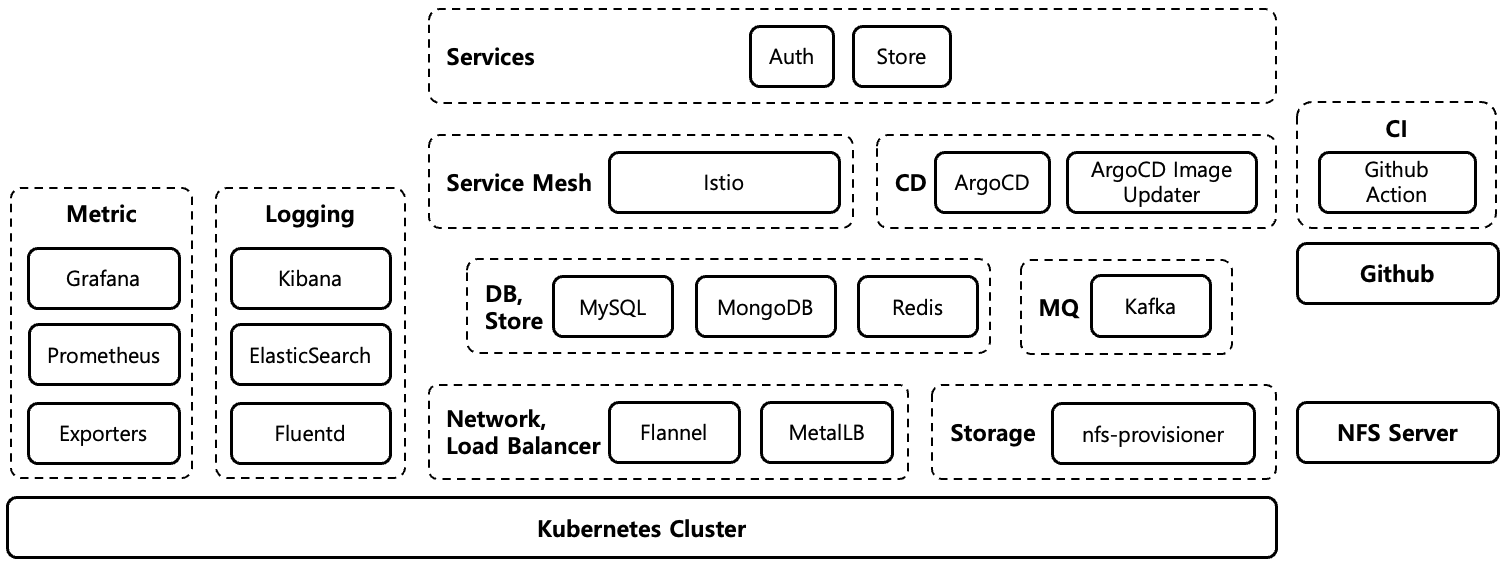 Services
Auth
Store
Service Mesh
Istio
CD
ArgoCD
ArgoCD Image
Updater
CI
Github
Action
Metric
Grafana
Prometheus
Exporters
Logging
Kibana
ElasticSearch
Fluentd
DB,
Store
MySQL
MongoDB
Redis
MQ
Kafka
Github
Network,
Load Balancer
Flannel
MetalLB
Storage
nfs-provisioner
NFS Server
Kubernetes Cluster